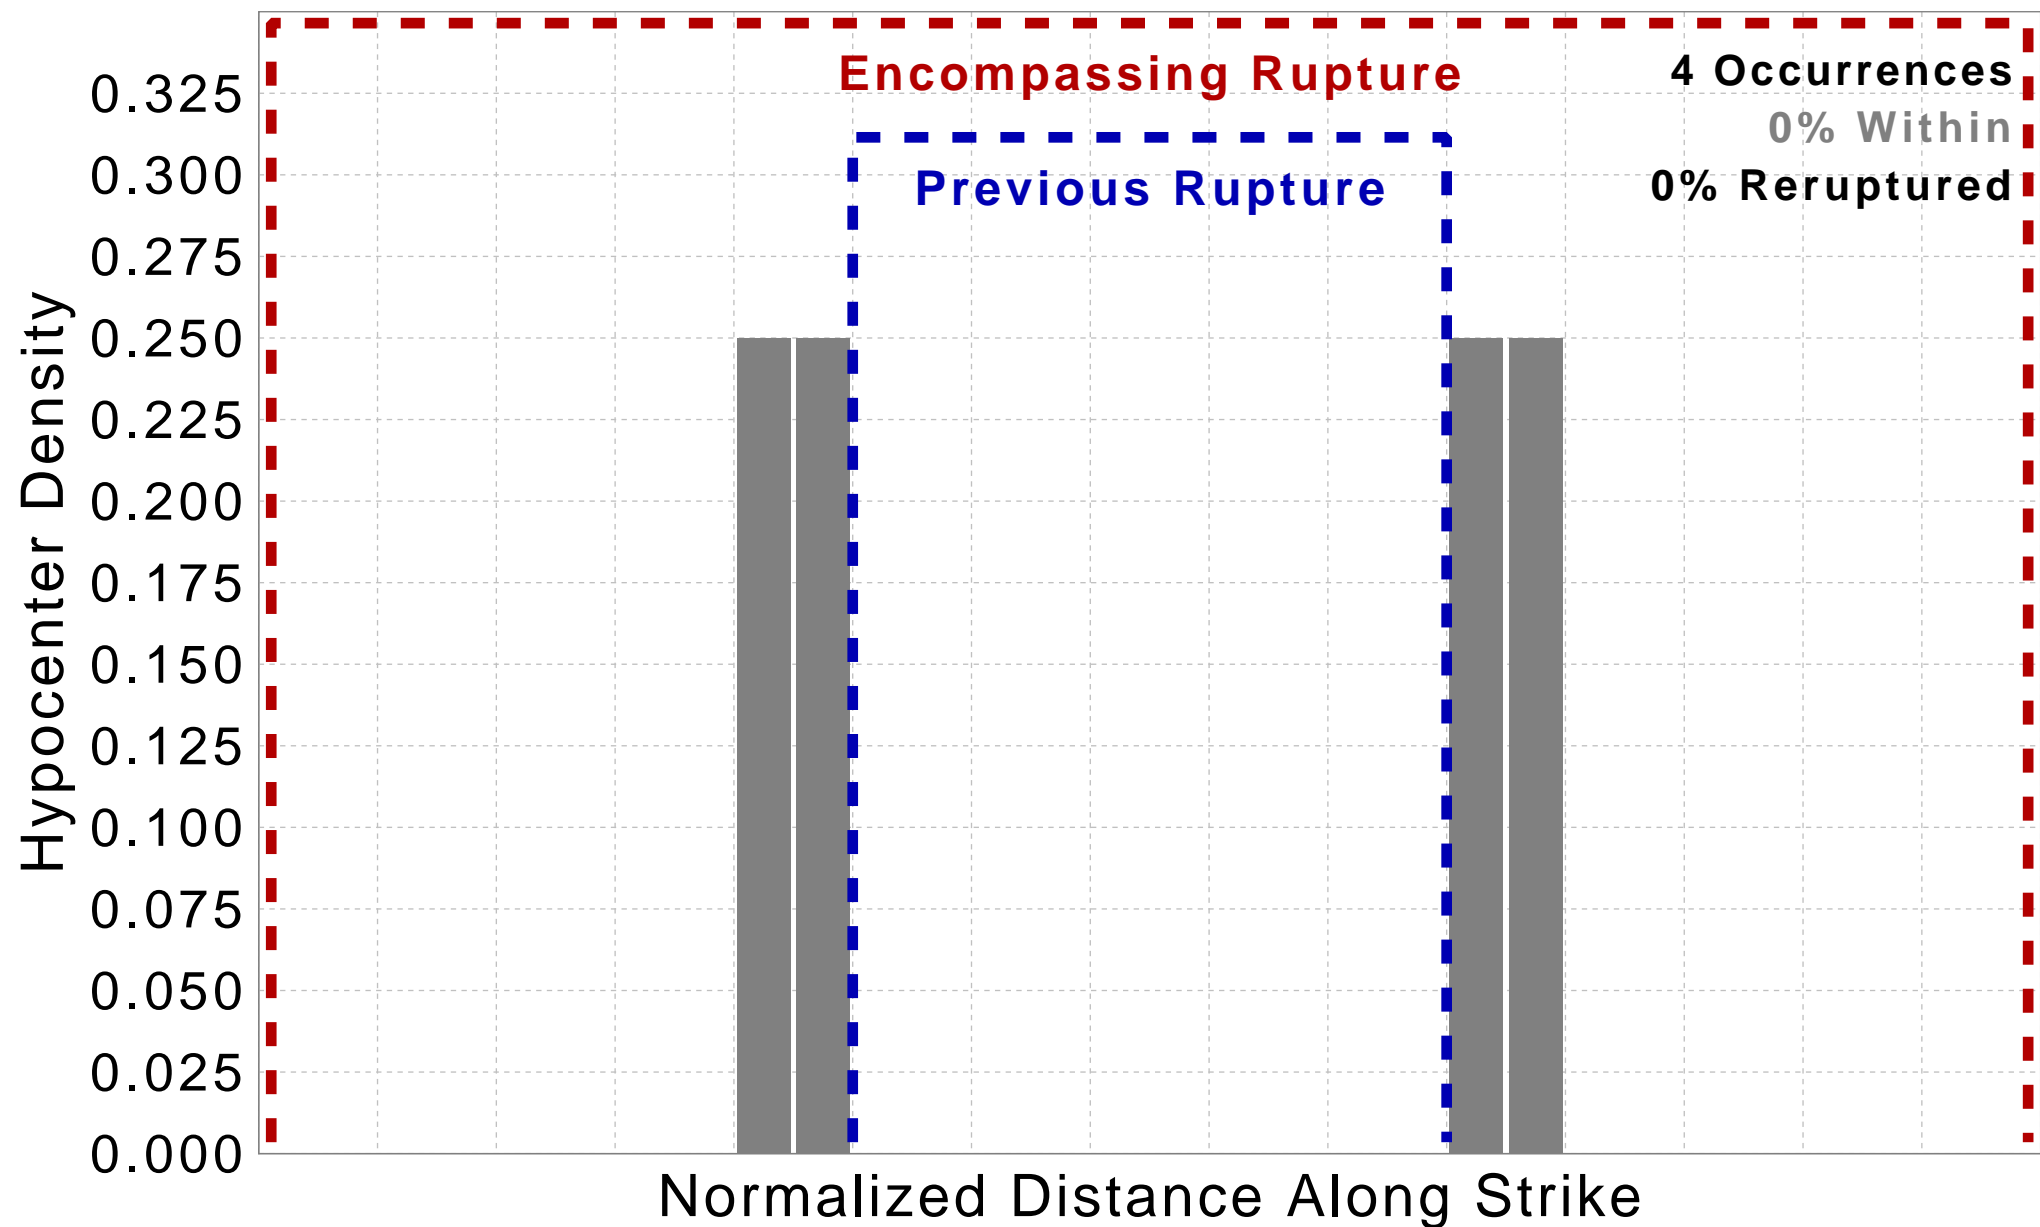 Encompassing Rupture
Previous Rupture
4 Occurrences
0% Within
0% Reruptured
0.325
0.300
0.275
0.250
0.225
0.200
0.175
0.150
0.125
0.100
0.075
0.050
0.025
0.000
Hypocenter Density
Normalized Distance Along Strike